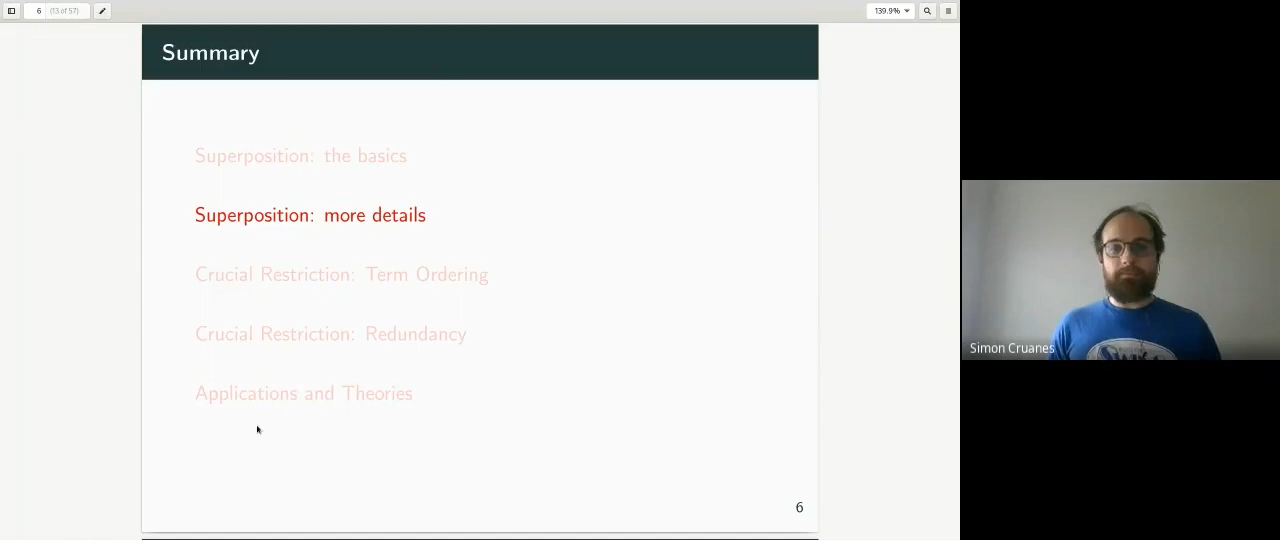 6 (13 of 57) 139.9%
Summary
Superposition: the basics
Superposition: more details
Crucial Restriction: Term Ordering
Crucial Restriction: Redundancy
Applications and Theories
6
Simon Cruanes